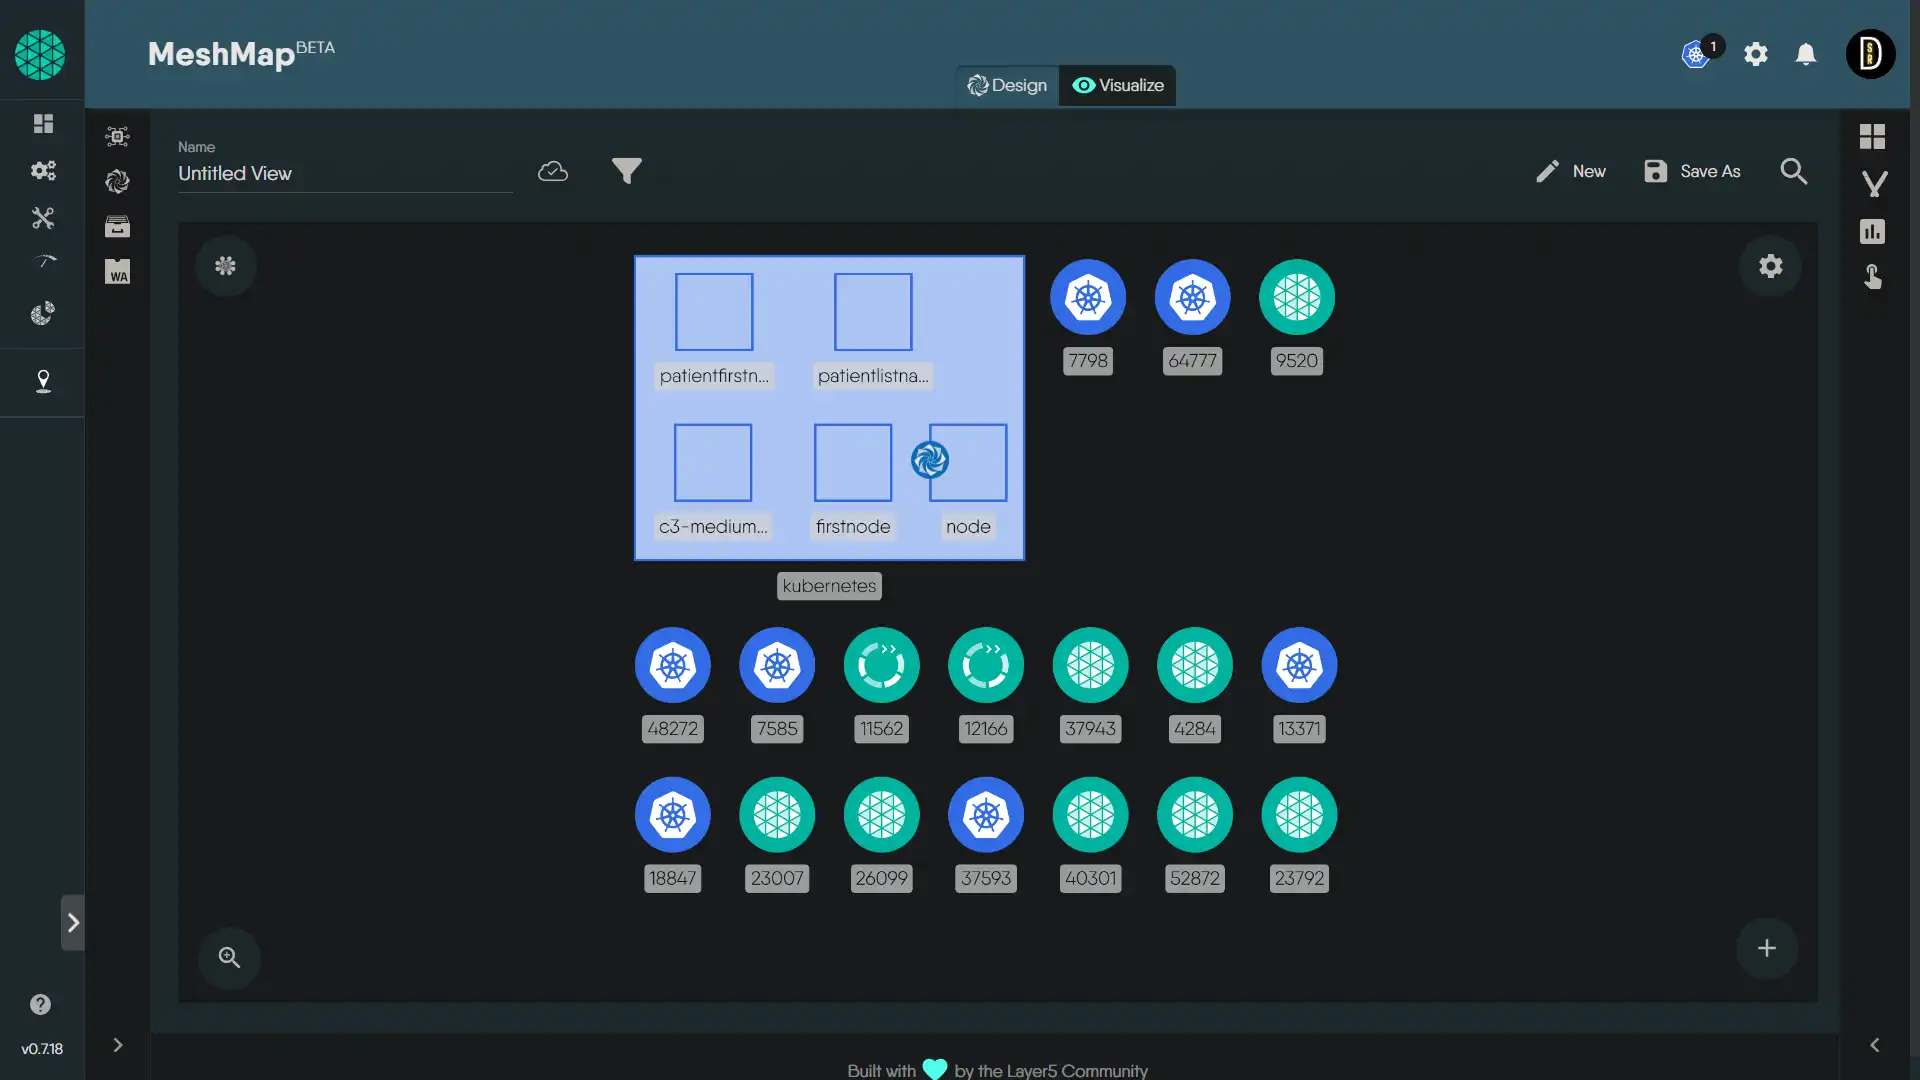 MeshMap BETA
1
D SR
Design
Visualize
Name
Untitled View
New
Save As
WA
patientfirstn...
patientlistna...
7798
64777
9520
c3-medium...
firstnode
node
kubernetes
48272
7585
11562
12166
37943
4284
13371
18847
23007
26099
37593
40301
52872
23792
v0.7.18
Built with by the Layer5 Community